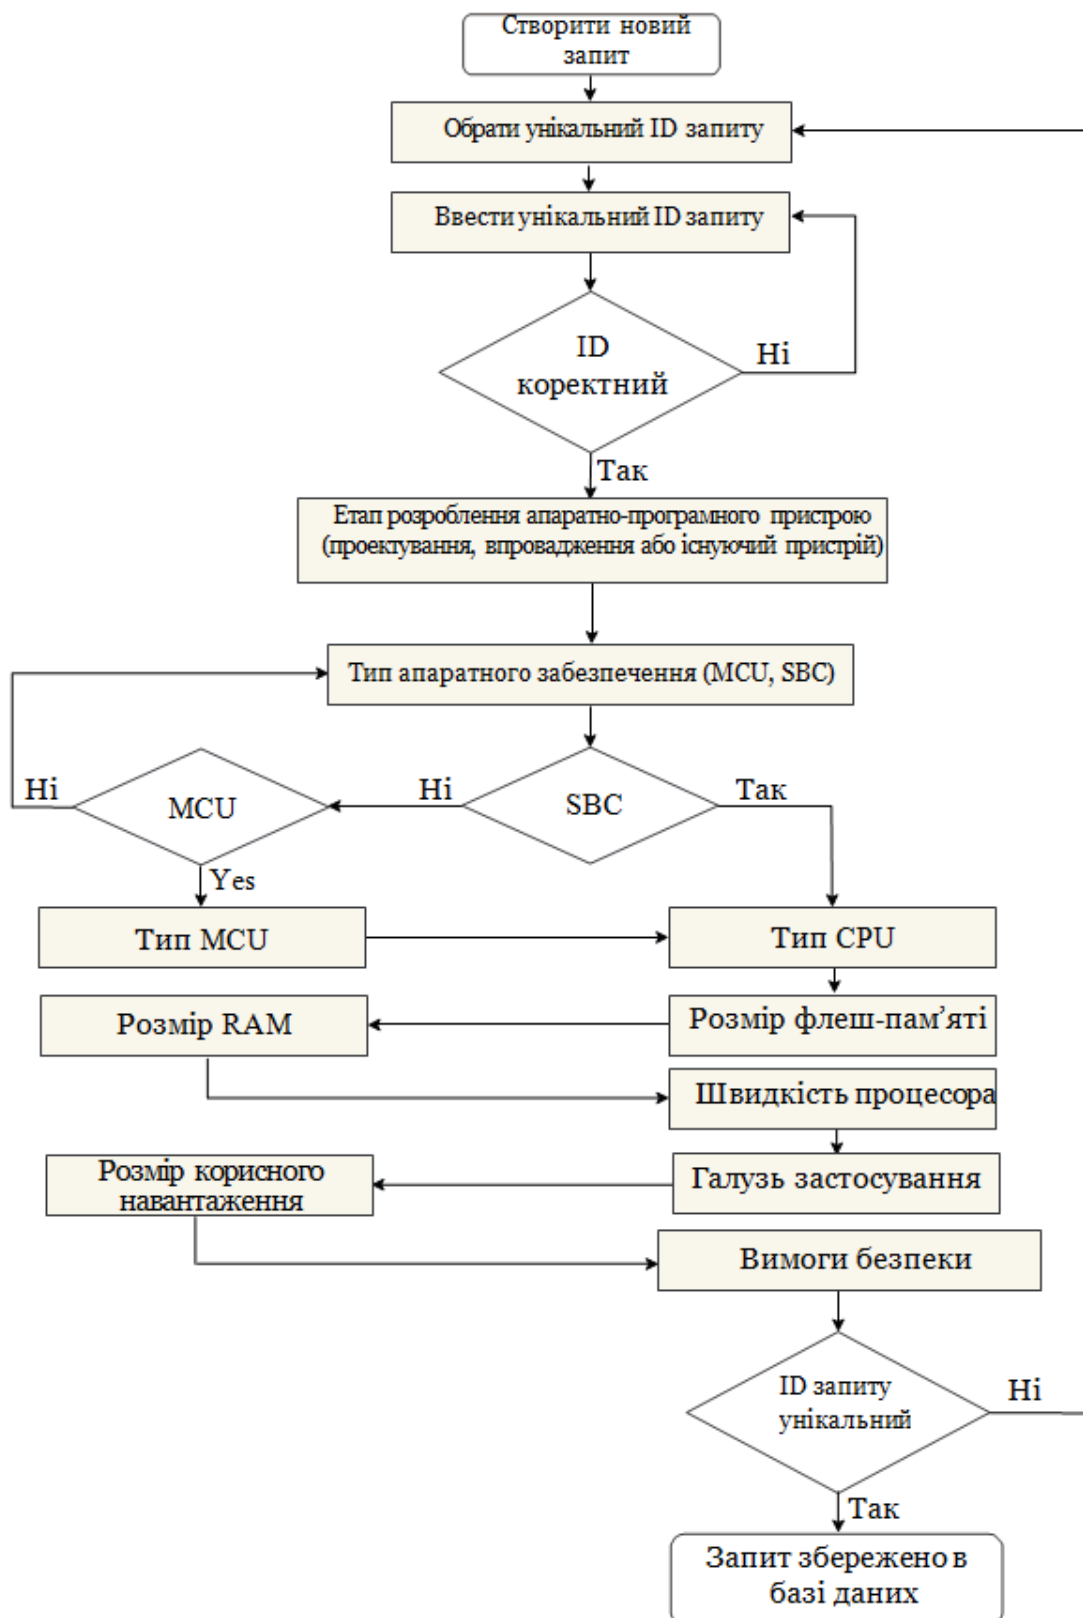 Створити новий
запит
Обрати унікальний ID запиту
Ввести унікальний ID запиту
ID
коректний
Ні
Так
Етап розроблення апаратно-програмного пристрою
(проектування, впровадження або існуючий пристрій)
Тип апаратного забезпечення (MCU, SBC)
Ні
MCU
Ні
SBC
Так
Yes
Тип MCU
Тип CPU
Розмір RAM
Розмір флеш-пам’яті
Швидкість процесора
Розмір корисного
навантаження
Галузь застосування
Вимоги безпеки
ID запиту
унікальний
Ні
Так
Запит збережено в
базі даних